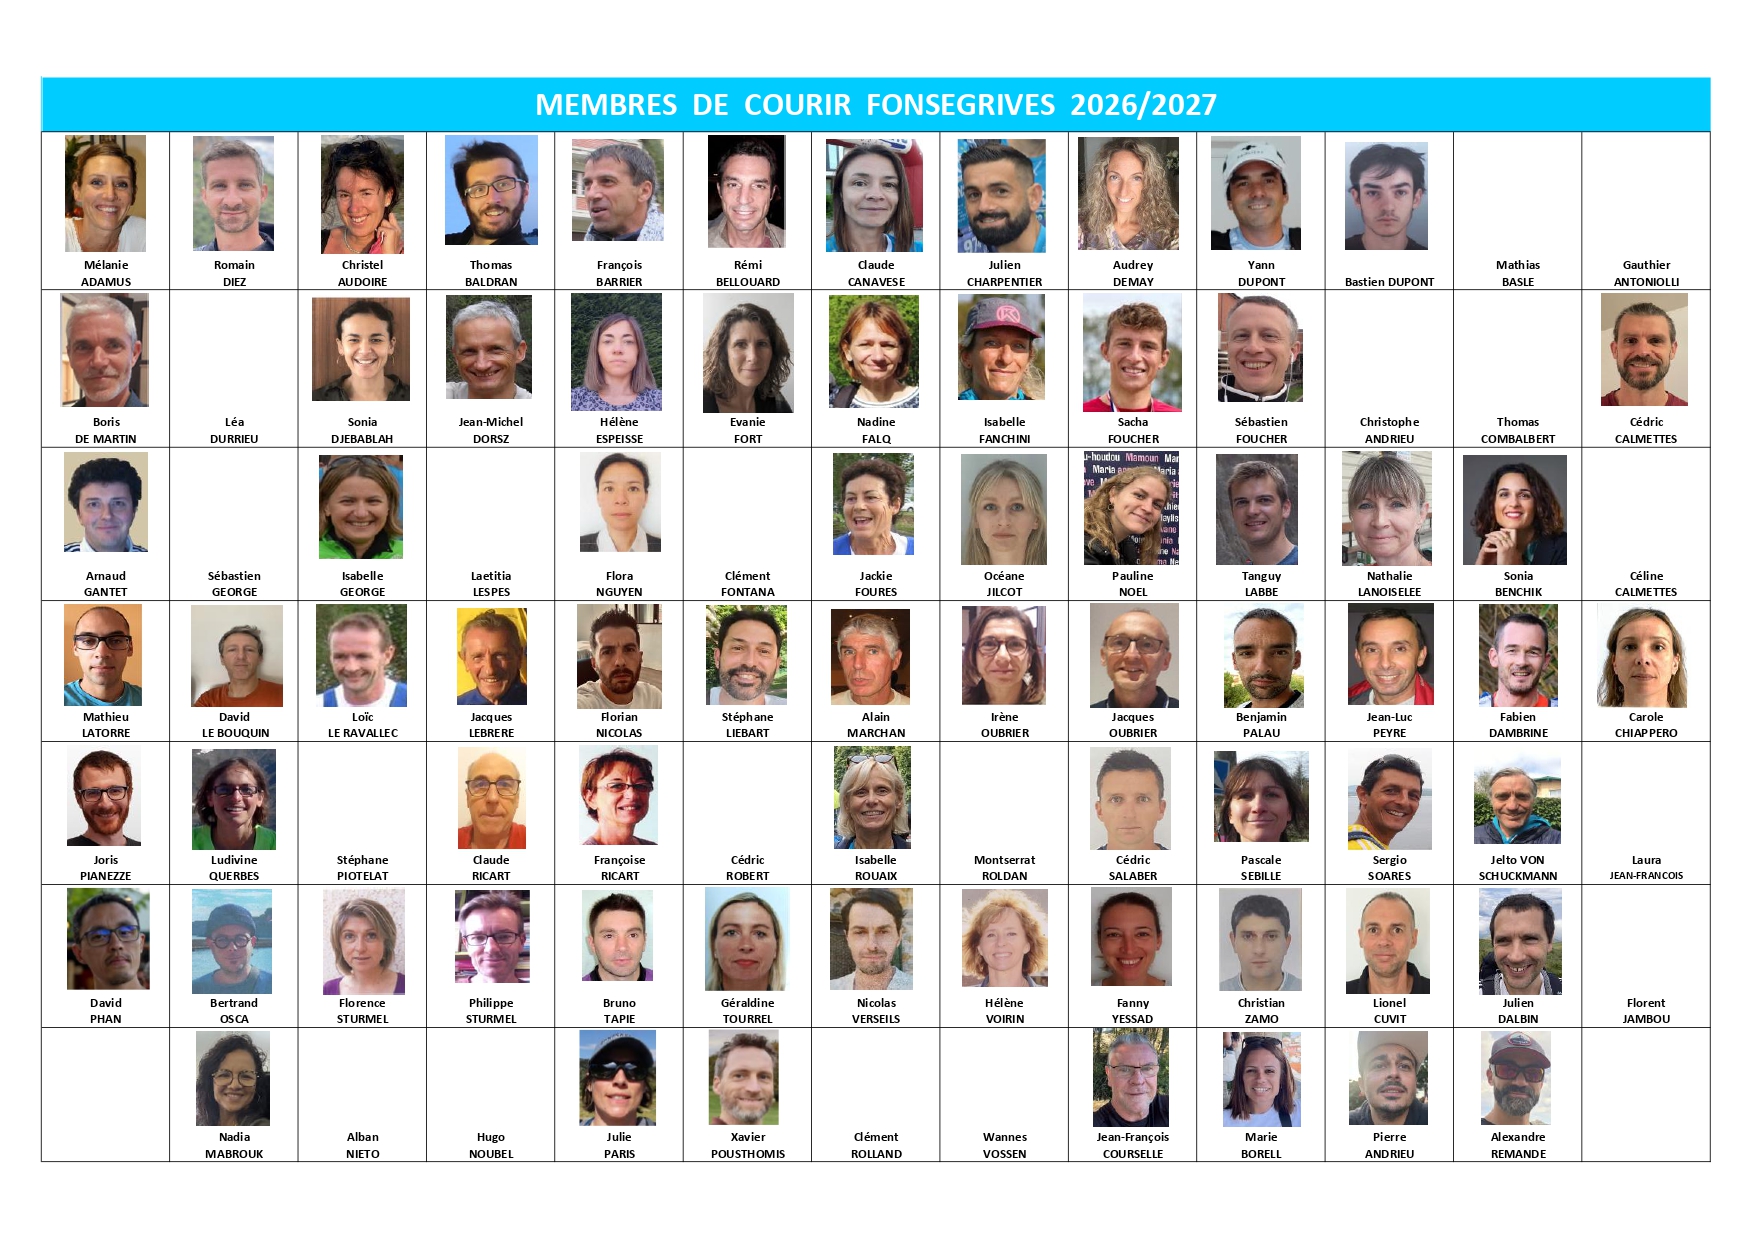 MEMBRES DE COURIR FONSEGRIVES 2026/2027
Mélanie
ADAMUS
Romain
DIEZ
Christel
AUDOIRE
Thomas
BALDRAN
François
BARRIER
Rémi
BELLOUARD
Claude
CANAVESE
Julien
CHARPENTIER
Audrey
DEMAY
Yann
DUPONT
Bastien DUPONT
Mathias
BASLE
Gauthier
ANTONIOLLI
Boris
DE MARTIN
Léa
DURRIEU
Sonia
DJEBABLAH
Jean-Michel
DORSZ
Hélène
ESPEISSE
Evanie
FORT
Nadine
FALQ
Isabelle
FANCHINI
Sacha
FOUCHER
Sébastien
FOUCHER
Christophe
ANDRIEU
Thomas
COMBALBERT
Cédric
CALMETTES
Arnaud
GANTET
Sébastien
GEORGE
Isabelle
GEORGE
Laetitia
LESPES
Flora
NGUYEN
Clément
FONTANA
Jackie
FOURES
Océane
JILCOT
Pauline
NOEL
Tanguy
LABBE
Nathalie
LANOISELEE
Sonia
BENCHIK
Céline
CALMETTES
Mathieu
LATORRE
David
LE BOUQUIN
Loïc
LE RAVALLEC
Jacques
LEBRERE
Florian
NICOLAS
Stéphane
LIEBART
Alain
MARCHAN
Irène
OUBRIER
Jacques
OUBRIER
Benjamin
PALAU
Jean-Luc
PEYRE
Fabien
DAMBRINE
Carole
CHIAPPERO
Joris
PIANEZZE
Ludivine
QUERBES
Stéphane
PIOTELAT
Claude
RICART
Françoise
RICART
Cédric
ROBERT
Isabelle
ROUAIX
Montserrat
ROLDAN
Cédric
SALABER
Pascale
SEBILLE
Sergio
SOARES
Jelto VON
SCHUCKMANN
Laura
JEAN-FRANCOIS
David
PHAN
Bertrand
OSCA
Florence
STURMEL
Philippe
STURMEL
Bruno
TAPIE
Géraldine
TOURREL
Nicolas
VERSEILS
Hélène
VOIRIN
Fanny
YESSAD
Christian
ZAMO
Lionel
CUVIT
Julien
DALBIN
Florent
JAMBOU
Nadia
MABROUK
Alban
NIETO
Hugo
NOUBEL
Julie
PARIS
Xavier
POUSTHOMIS
Clément
ROLLAND
Wannes
VOSSEN
Jean-François
COURSELLE
Marie
BORELL
Pierre
ANDRIEU
Alexandre
REMANDE